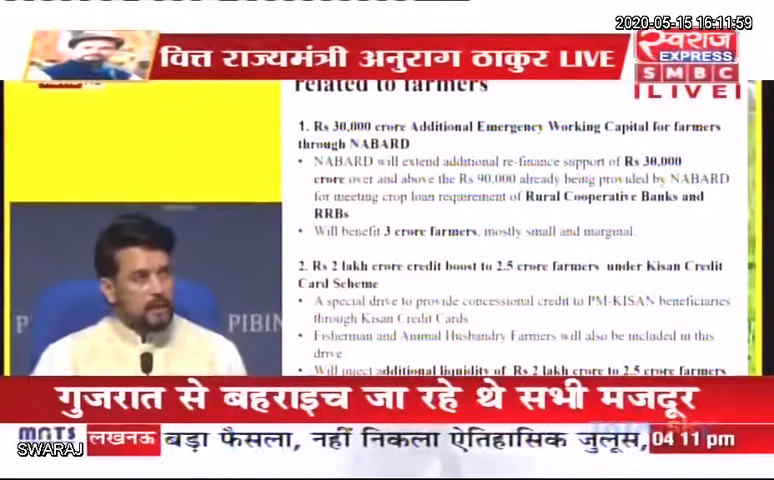 2020-05-15 16:11:59
वित्त राज्यमंत्री अनुराग ठाकुर LIVE
स्वराज
EXPRESS
SMBC
LIVE
related to farmers
1. Rs 30,000 crore Additional Emergency Working Capital for farmers
through NABARD
• NABARD will extend additional re-finance support of Rs 30,000
crore over and above the Rs 90,000 already being provided by NABARD
for meeting crop loan requirement of Rural Cooperative Banks and
RRBs
• Will benefit 3 crore farmers, mostly small and marginal.
2. Rs 2 lakh crore credit boost to 2.5 crore farmers under Kisan Credit
Card Scheme
• A special drive to provide concessional credit to PM-KISAN beneficiaries
through Kisan Credit Cards.
• Fisherman and Animal Husbandry Farmers will also be included in this
drive.
• Will inject additional liquidity of Rs 2 lakh crore to 2.5 crore farmers
PIBIN
गुजरात से बहराइच जा रहे थे सभी मजदूर
लखनऊ बड़ा फैसला, नहीं निकला ऐतिहासिक जुलूस, 04 11 pm
SWARAJ